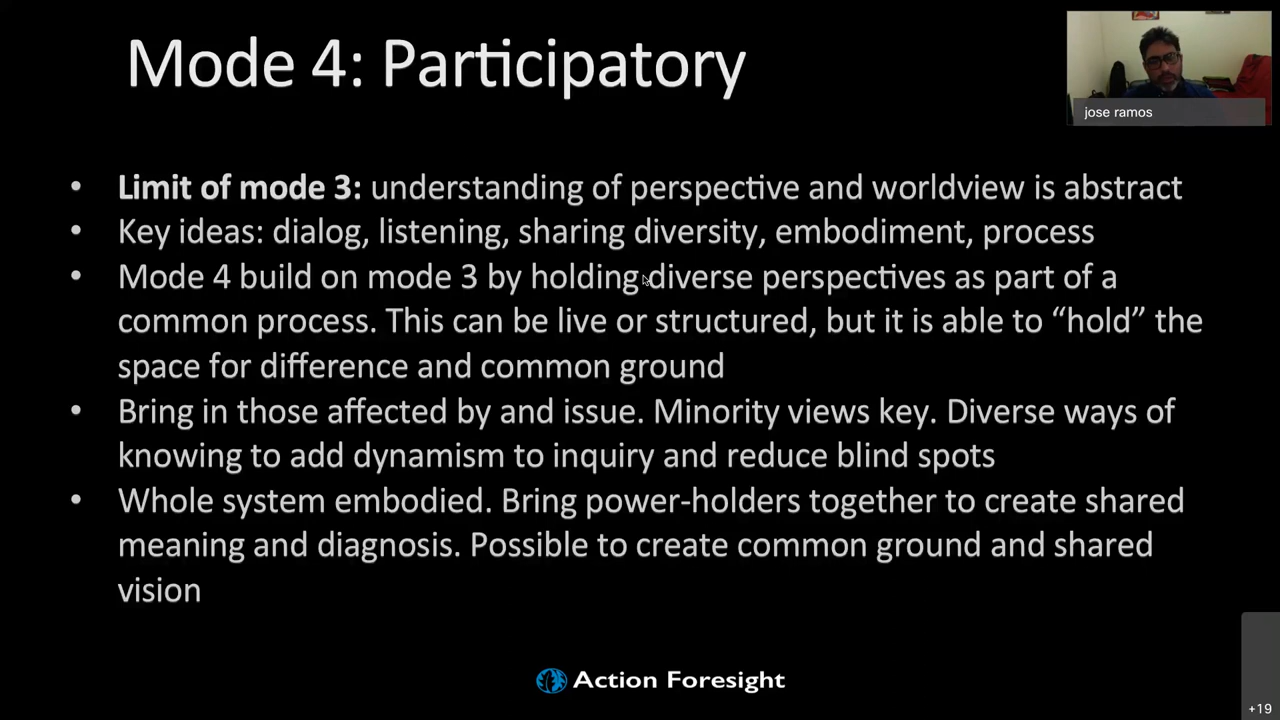 Mode 4: Participatory
jose ramos
• Limit of mode 3: understanding of perspective and worldview is abstract
• Key ideas: dialog, listening, sharing diversity, embodiment, process
• Mode 4 build on mode 3 by holding diverse perspectives as part of a
common process. This can be live or structured, but it is able to “hold” the
space for difference and common ground
• Bring in those affected by and issue. Minority views key. Diverse ways of
knowing to add dynamism to inquiry and reduce blind spots
• Whole system embodied. Bring power-holders together to create shared
meaning and diagnosis. Possible to create common ground and shared
vision
Action Foresight
+19